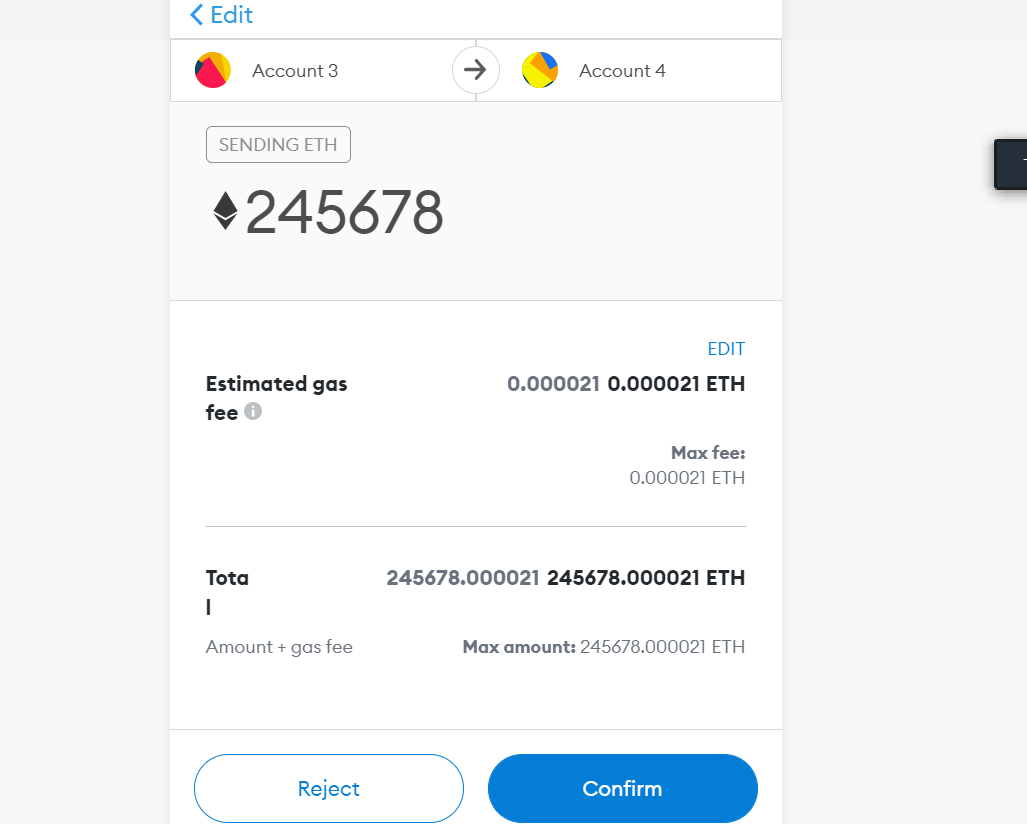 Edit
Account 3
Account 4
SENDING ETH
245678
EDIT
Estimated gas 0.000021 0.000021 ETH
fee
Max fee:
0.000021 ETH
Tota 245678.000021 245678.000021 ETH
l
Amount + gas fee Max amount: 245678.000021 ETH
Reject
Confirm